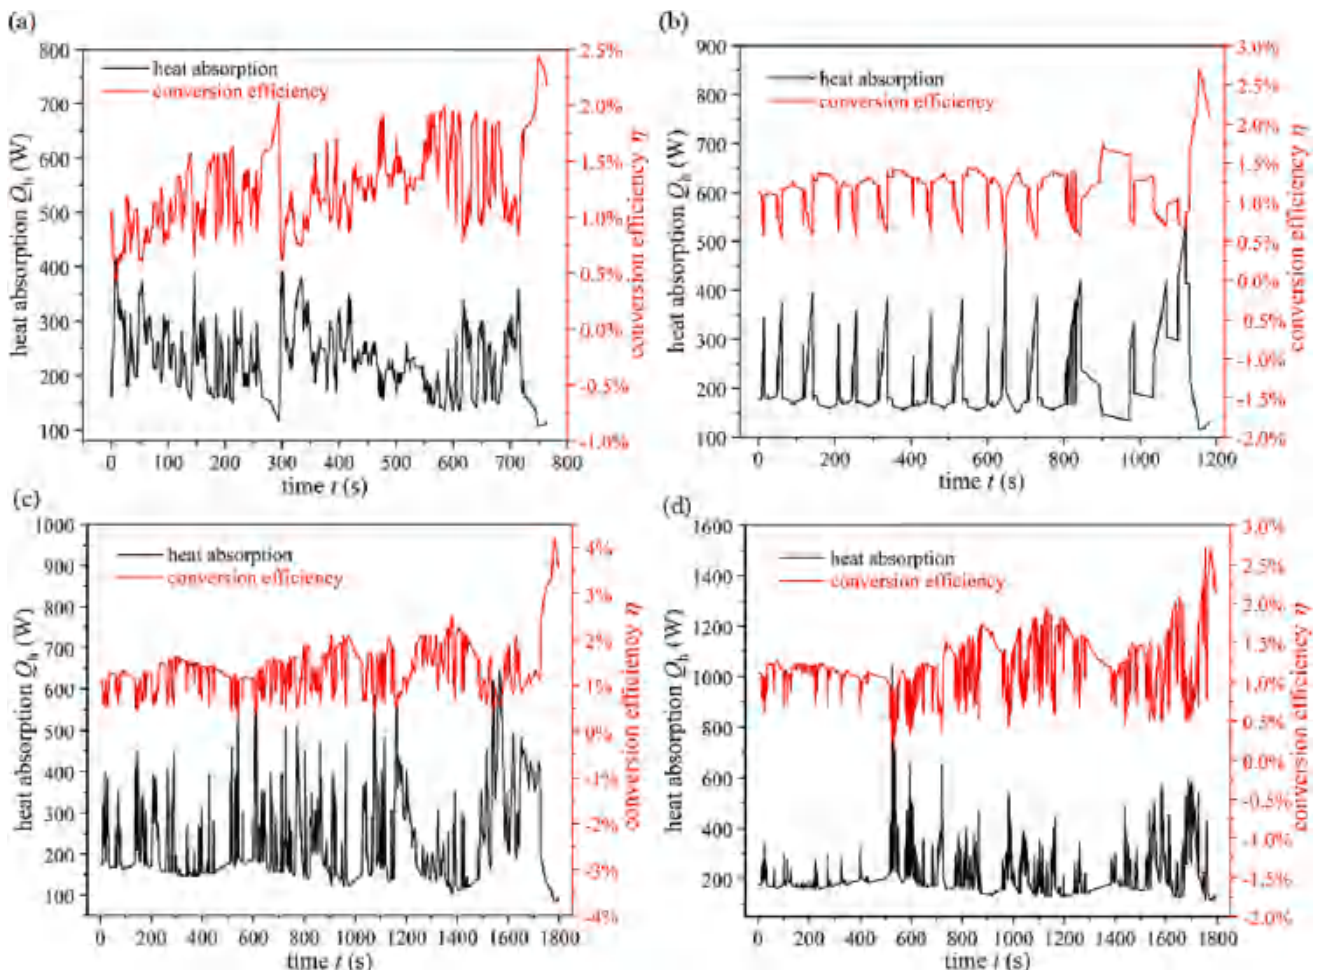 (a)
800
700
600
500
400
300
200
100
heat absorption Qh (W)
heat absorption
conversion efficiency
2.5%
2.0%
1.5%
1.0%
0.5%
0.0%
-0.5%
-1.0%
conversion efficiency η
0 100 200 300 400 500 600 700 800
time t (s)
(b)
900
800
700
600
500
400
300
200
100
heat absorption Qh (W)
heat absorption
conversion efficiency
3.0%
2.5%
2.0%
1.5%
1.0%
0.5%
0.0%
-0.5%
-1.0%
-1.5%
-2.0%
conversion efficiency η
0 200 400 600 800 1000 1200
time t (s)
(c)
1000
900
800
700
600
500
400
300
200
100
heat absorption Qh (W)
heat absorption
conversion efficiency
4%
3%
2%
1%
0%
-1%
-2%
-3%
-4%
conversion efficiency η
0 200 400 600 800 1000 1200 1400 1600 1800
time t (s)
(d)
1600
1400
1200
1000
800
600
400
200
heat absorption Qh (W)
heat absorption
conversion efficiency
3.0%
2.5%
2.0%
1.5%
1.0%
0.5%
0.0%
-0.5%
-1.0%
-1.5%
-2.0%
conversion efficiency η
0 200 400 600 800 1000 1200 1400 1600 1800
time t (s)